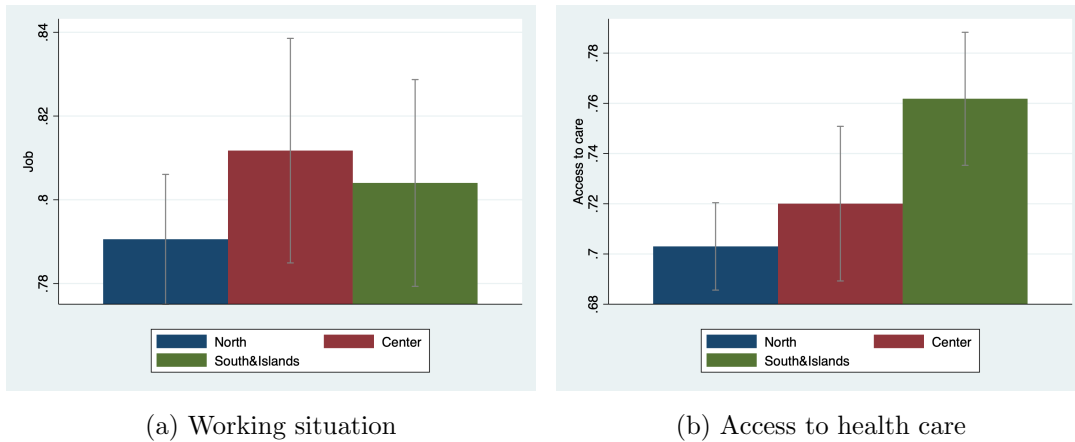 Job
.84
.82
.8
.78
North
Center
South&Islands
(a) Working situation
Access to care
.78
.76
.74
.72
.7
.68
North
Center
South&Islands
(b) Access to health care